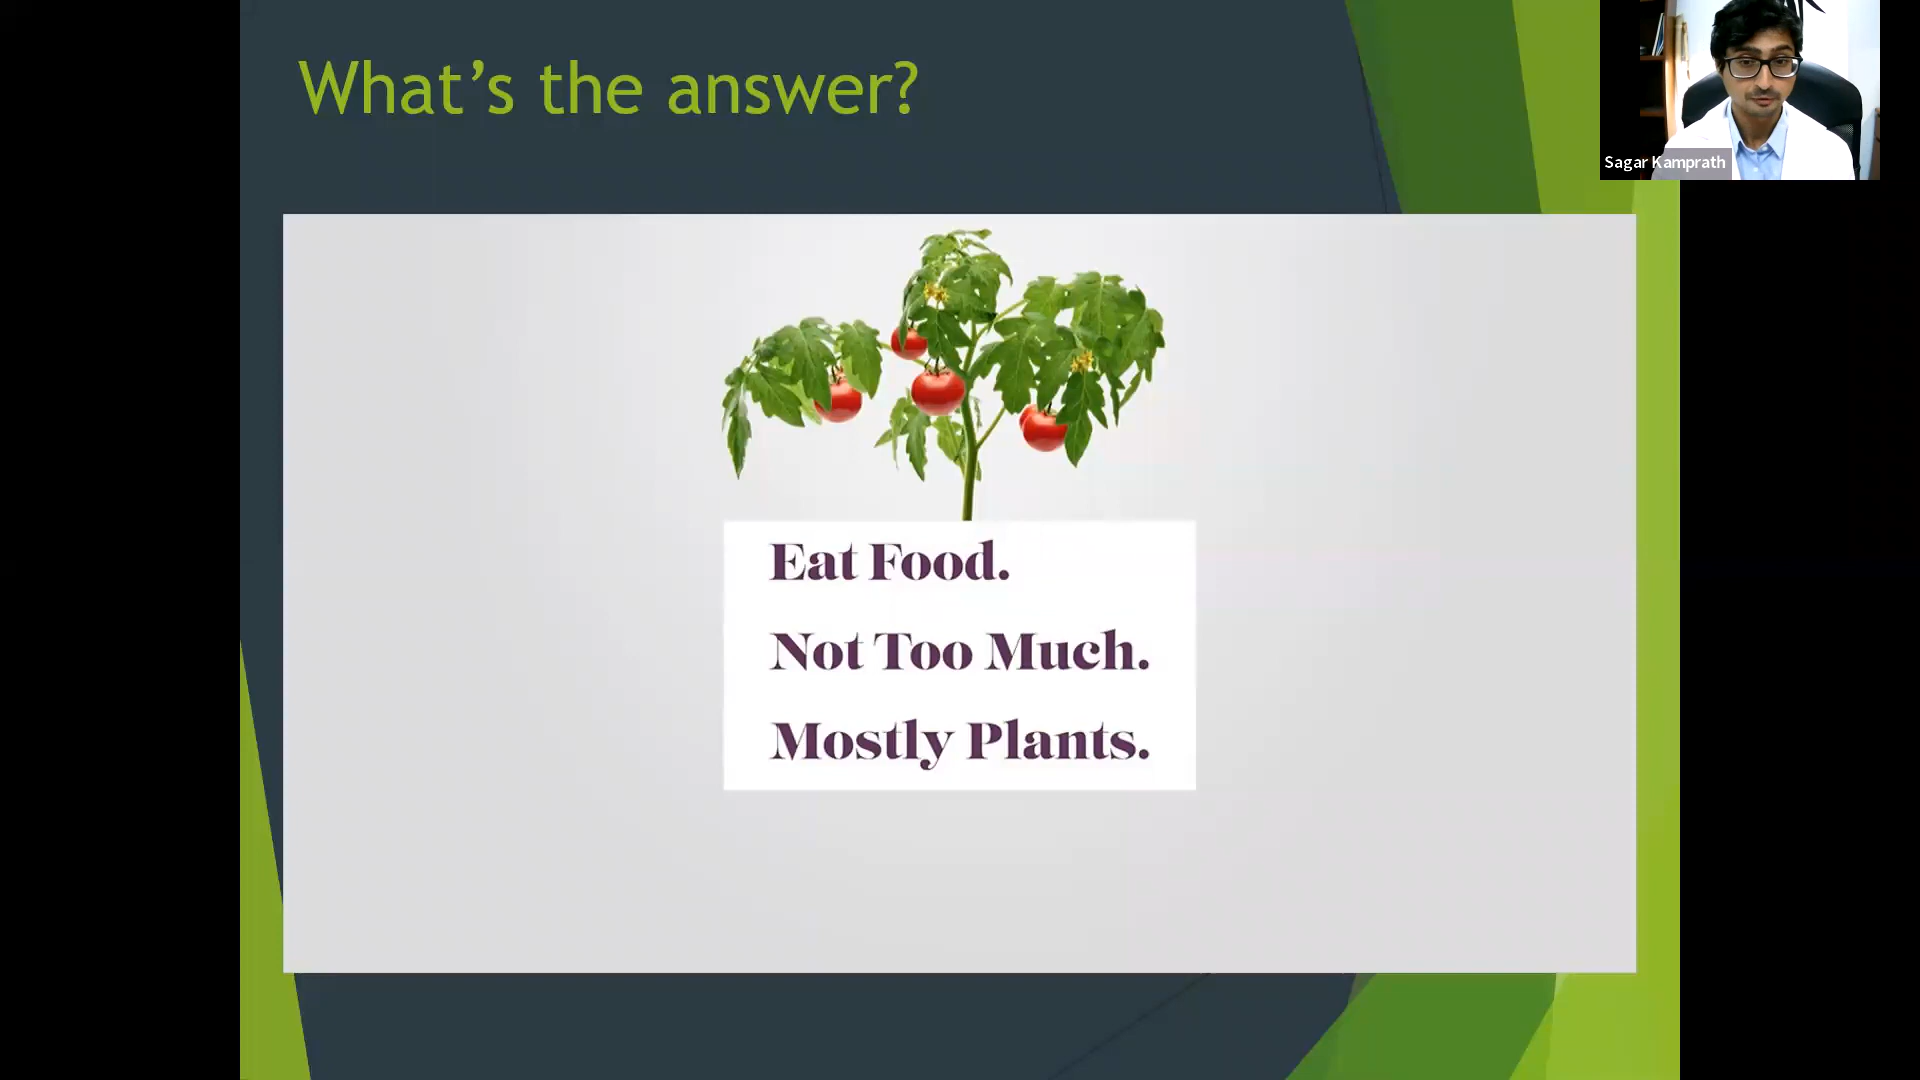 What's the answer?
Sagar Kamprath
Eat Food.
Not Too Much.
Mostly Plants.